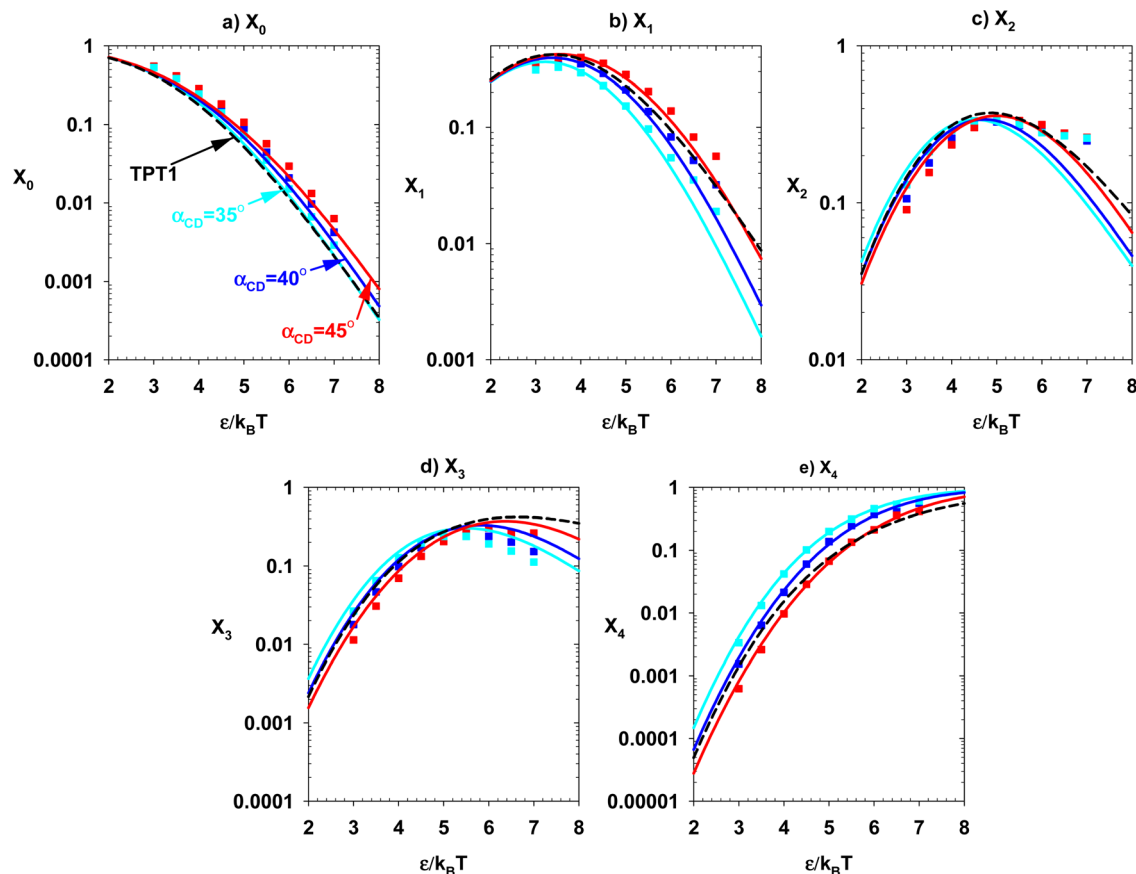 a) X0
1
0.1
0.01
0.001
0.0001
X0
TPT1
αCD=35°
αCD=40°
αCD=45°
2 3 4 5 6 7 8
ε/kBT
b) X1
0.1
0.01
0.001
X1
2 3 4 5 6 7 8
ε/kBT
c) X2
1
0.1
0.01
X2
2 3 4 5 6 7 8
ε/kBT
d) X3
1
0.1
0.01
0.001
0.0001
X3
2 3 4 5 6 7 8
ε/kBT
e) X4
1
0.1
0.01
0.001
0.0001
0.00001
X4
2 3 4 5 6 7 8
ε/kBT